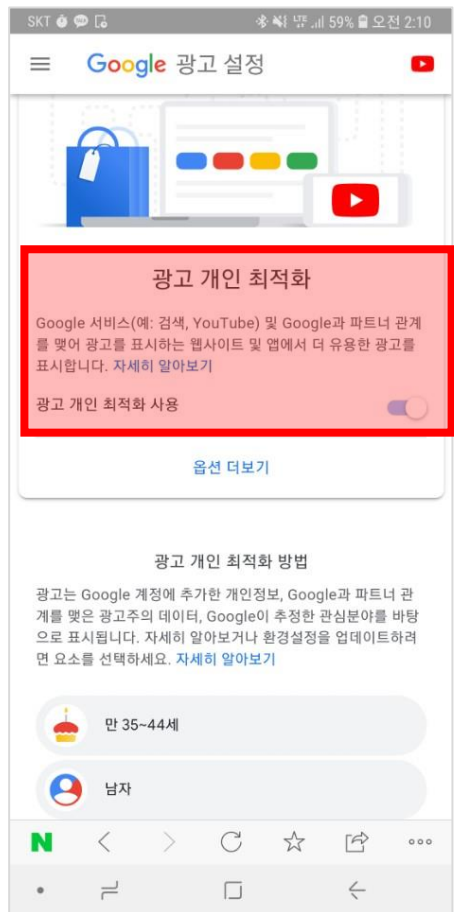 SKT LTE 59% 오전 2:10
Google 광고 설정
광고 개인 최적화
Google 서비스(예: 검색, YouTube) 및 Google과 파트너 관계
를 맺어 광고를 표시하는 웹사이트 및 앱에서 더 유용한 광고를
표시합니다. 자세히 알아보기
광고 개인 최적화 사용
옵션 더보기
광고 개인 최적화 방법
광고는 Google 계정에 추가한 개인정보, Google과 파트너 관
계를 맺은 광고주의 데이터, Google이 추정한 관심분야를 바탕
으로 표시됩니다. 자세히 알아보거나 환경설정을 업데이트하려
면 요소를 선택하세요. 자세히 알아보기
만 35~44세
남자
N